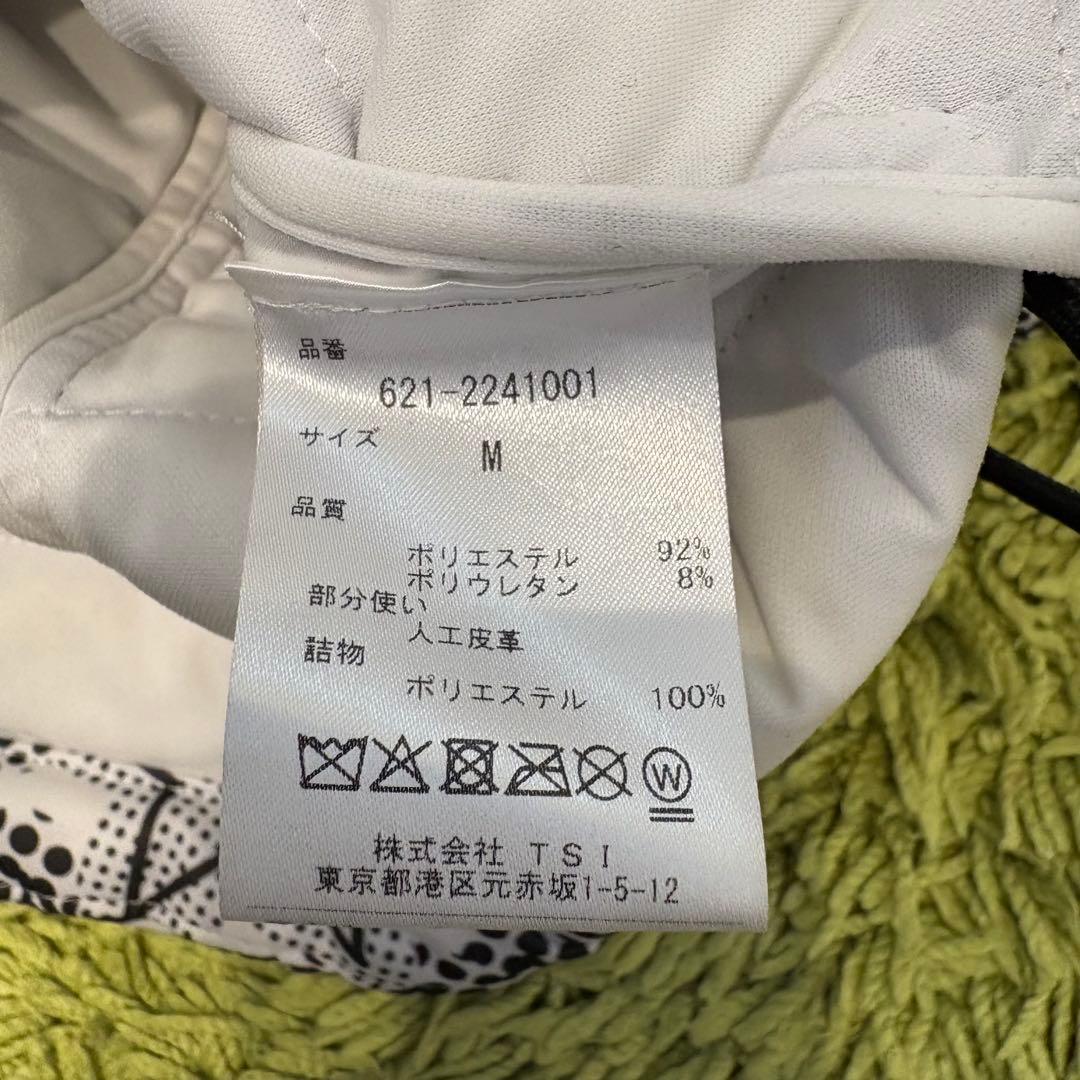 品番
621-2241001
サイズ
M
品質
ポリエステル 92%
ポリウレタン 8%
部分使い
人工皮革
詰物
ポリエステル 100%
W
株式会社 TSI
東京都港区元赤坂1-5-12